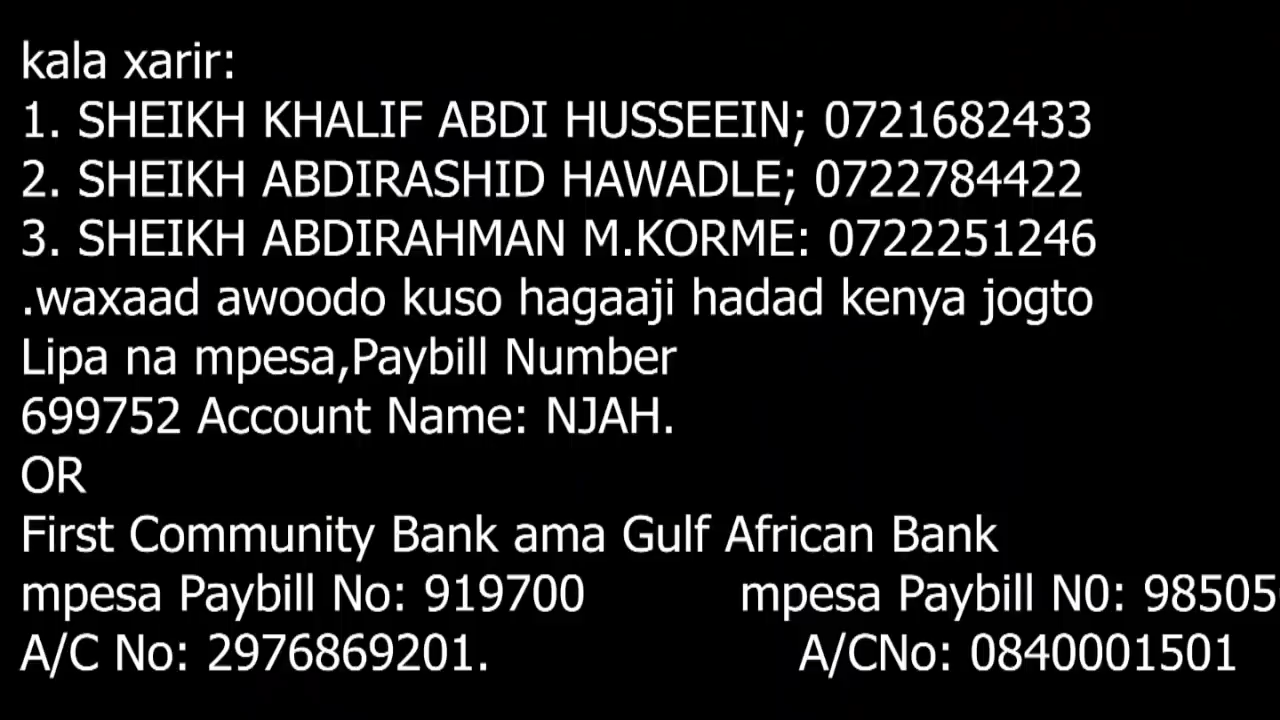 kala xarir:
1. SHEIKH KHALIF ABDI HUSSEEIN; 0721682433
2. SHEIKH ABDIRASHID HAWADLE; 0722784422
3. SHEIKH ABDIRAHMAN M.KORME: 0722251246
.waxaad awoodo kuso hagaaji hadad kenya jogto
Lipa na mpesa,Paybill Number
699752 Account Name: NJAH.
OR
First Community Bank ama Gulf African Bank
mpesa Paybill No: 919700 mpesa Paybill N0: 98505
A/C No: 2976869201. A/CNo: 0840001501